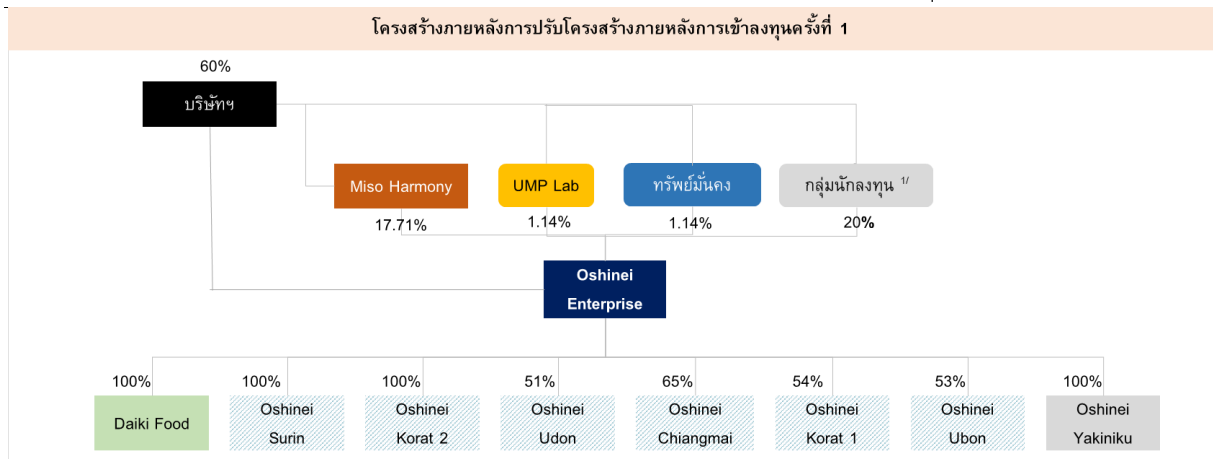 โครงสร้างภายหลังการปรับโครงสร้างภายหลังการเข้าลงทุนครั้งที่ 1
60%
บริษัทฯ
Miso Harmony
UMP Lab
ทรัพย์มั่นคง
กลุ่มนักลงทุน 1/
17.71%
1.14%
1.14%
20%
Oshinei
Enterprise
100%
100%
100%
51%
65%
54%
53%
100%
Daiki Food
Oshinei
Surin
Oshinei
Korat 2
Oshinei
Udon
Oshinei
Chiangmai
Oshinei
Korat 1
Oshinei
Ubon
Oshinei
Yakiniku